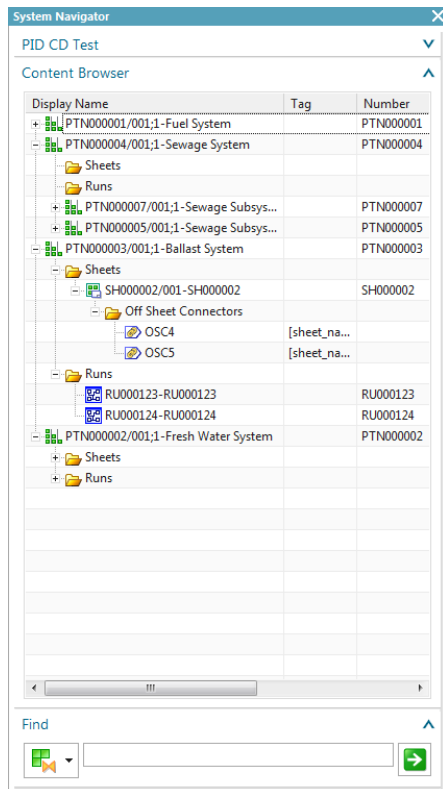 System Navigator
PID CD Test
Content Browser
Display Name Tag Number
PTN000001/001;1-Fuel System PTN000001
PTN000004/001;1-Sewage System PTN000004
Sheets
Runs
PTN000007/001;1-Sewage Subsys... PTN000007
PTN000005/001;1-Sewage Subsys... PTN000005
PTN000003/001;1-Ballast System PTN000003
Sheets
SH000002/001-SH000002 SH000002
Off Sheet Connectors
OSC4 [sheet_na...
OSC5 [sheet_na...
Runs
RU000123-RU000123 RU000123
RU000124-RU000124 RU000124
PTN000002/001;1-Fresh Water System PTN000002
Sheets
Runs
Find